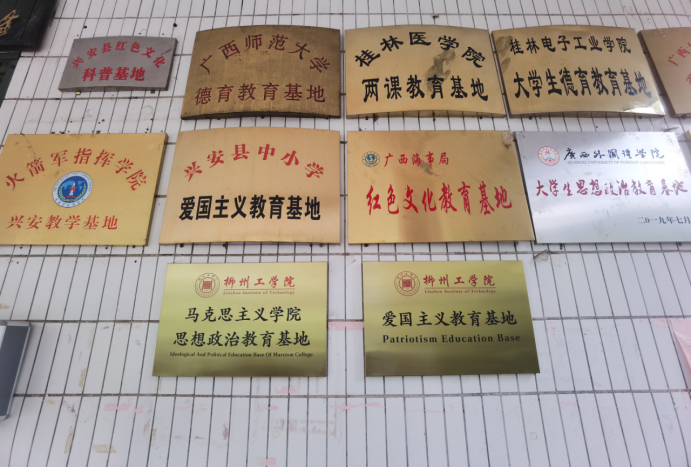 兴安县红色文化
科普基地
广西师范大学
德育教育基地
桂林医学院
两课教育基地
桂林电子工业学院
大学生德育教育基地
火箭军指挥学院
兴安教学基地
兴安县中小学
爱国主义教育基地
广西海事局
红色文化教育基地
广西外国语学院
大学生思想政治教育基地
二〇一九年七月
柳州工学院
Liuzhou Institute of Technology
马克思主义学院
思想政治教育基地
Ideological And Political Education Base Of Marxism College
柳州工学院
Liuzhou Institute of Technology
爱国主义教育基地
Patriotism Education Base